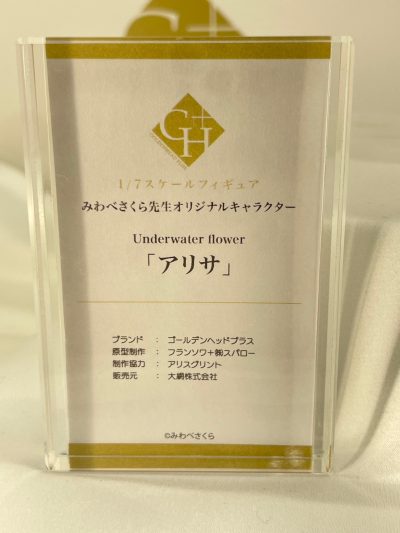 GH+
1/7スケールフィギュア
みわべさくら先生オリジナルキャラクター
Underwater flower
「アリサ」
ブランド : ゴールデンヘッドプラス
原型制作 : フランソワ+㈱スパロー
制作協力 : アリスグリント
販売元 : 大網株式会社
©みわべさくら